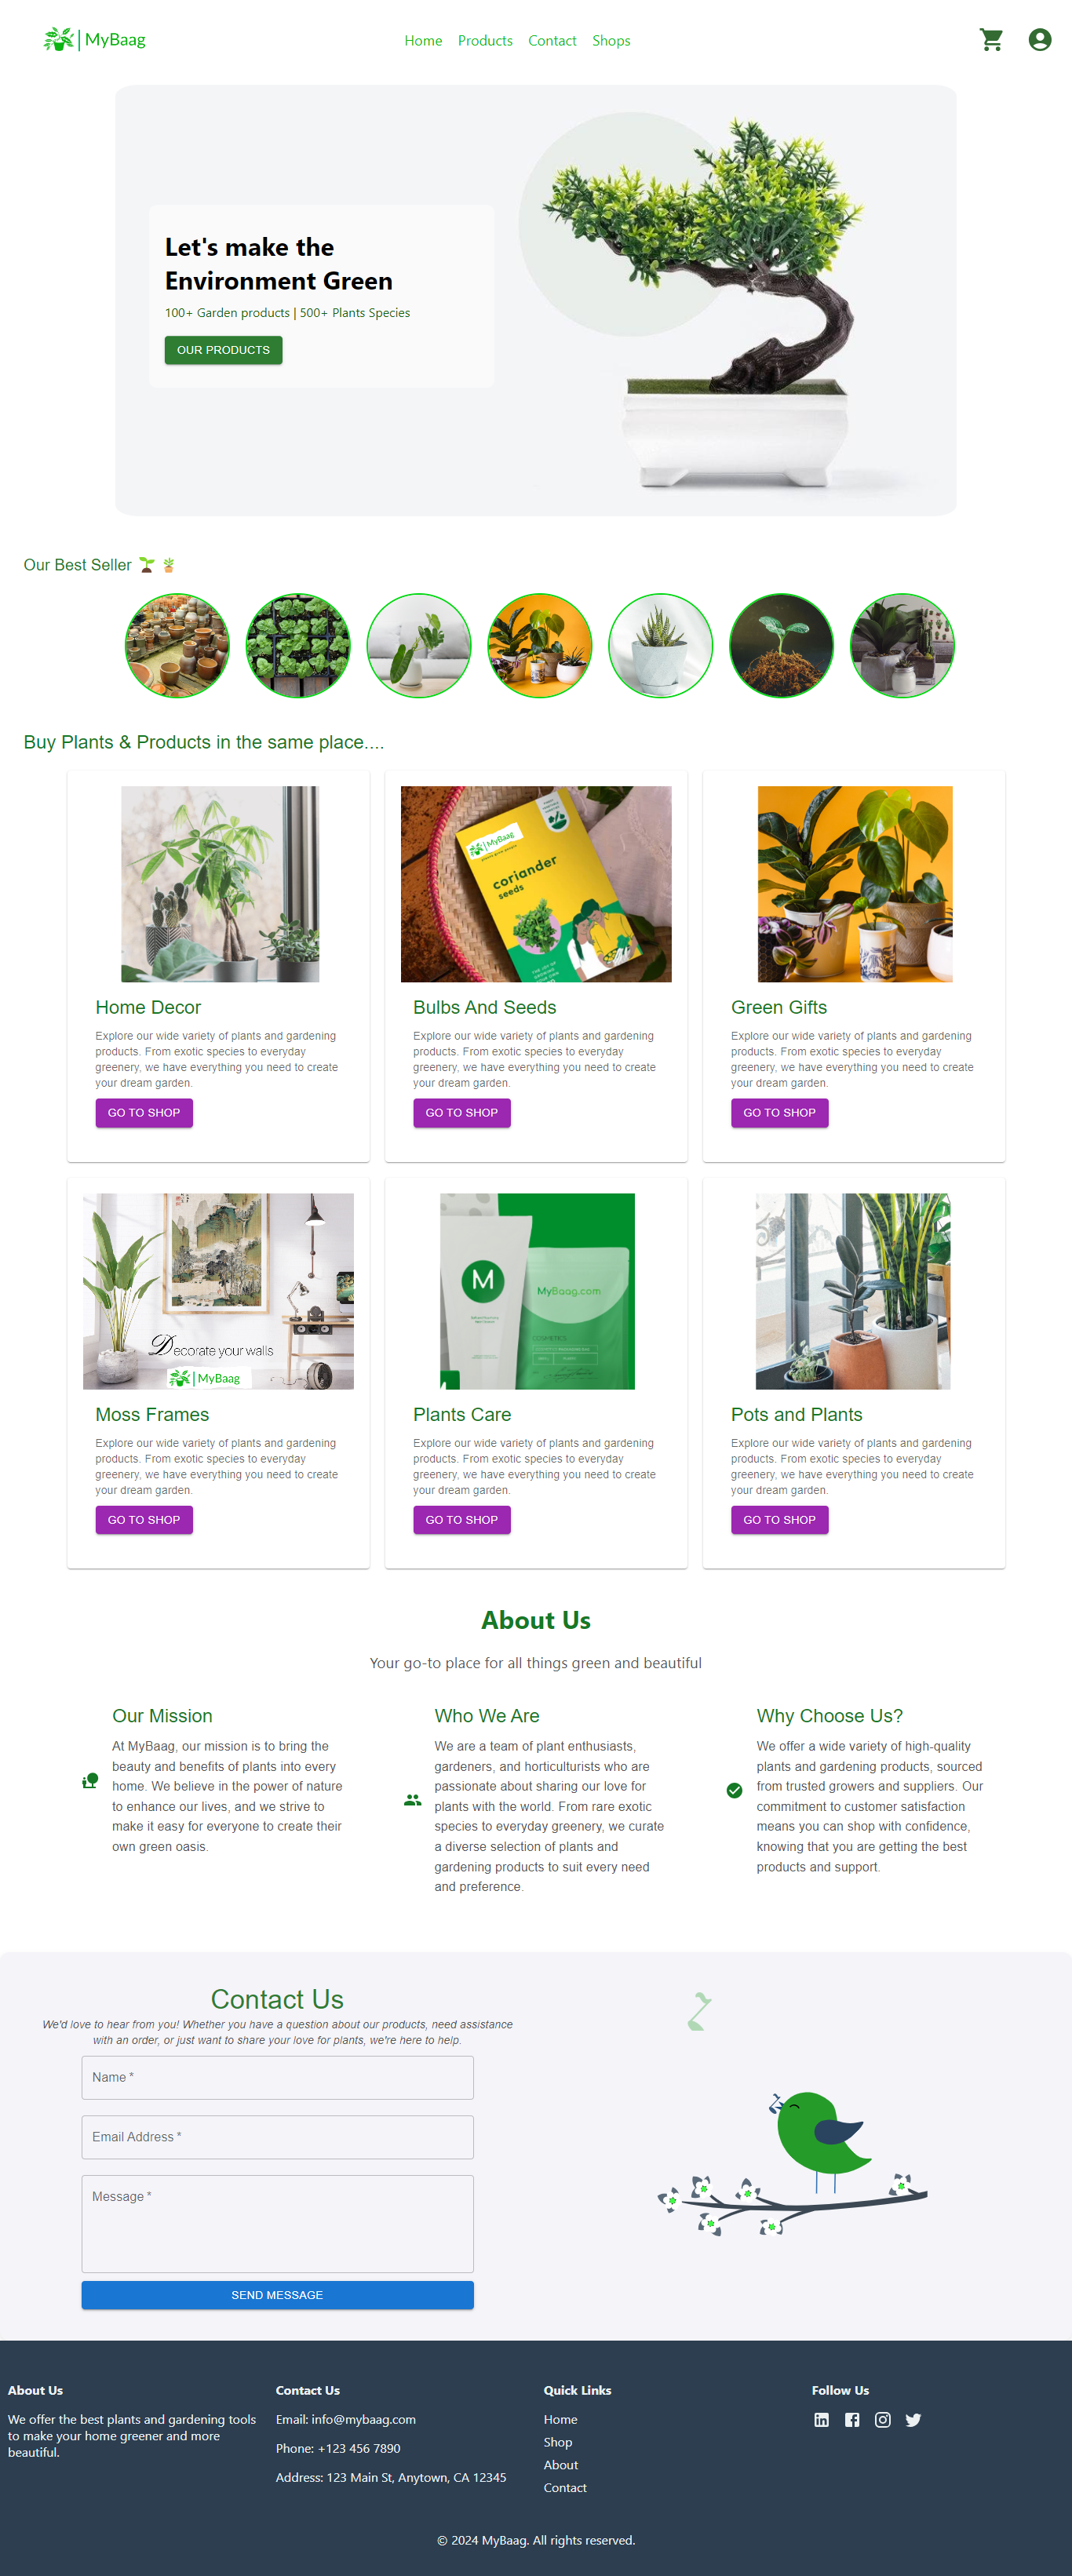 MyBaag
Home Products Contact Shops
Let's make the
Environment Green
100+ Garden products | 500+ Plants Species
OUR PRODUCTS
Our Best Seller
Buy Plants & Products in the same place....
MyBaag
coriander
seeds
Home Decor
Explore our wide variety of plants and gardening
products. From exotic species to everyday
greenery, we have everything you need to create
your dream garden.
GO TO SHOP
Bulbs And Seeds
Explore our wide variety of plants and gardening
products. From exotic species to everyday
greenery, we have everything you need to create
your dream garden.
GO TO SHOP
Green Gifts
Explore our wide variety of plants and gardening
products. From exotic species to everyday
greenery, we have everything you need to create
your dream garden.
GO TO SHOP
Decorate your walls
MyBaag
M
MyBaag.com
COSMETICS
Moss Frames
Explore our wide variety of plants and gardening
products. From exotic species to everyday
greenery, we have everything you need to create
your dream garden.
GO TO SHOP
Plants Care
Explore our wide variety of plants and gardening
products. From exotic species to everyday
greenery, we have everything you need to create
your dream garden.
GO TO SHOP
Pots and Plants
Explore our wide variety of plants and gardening
products. From exotic species to everyday
greenery, we have everything you need to create
your dream garden.
GO TO SHOP
About Us
Your go-to place for all things green and beautiful
Our Mission
At MyBaag, our mission is to bring the
beauty and benefits of plants into every
home. We believe in the power of nature
to enhance our lives, and we strive to
make it easy for everyone to create their
own green oasis.
Who We Are
We are a team of plant enthusiasts,
gardeners, and horticulturists who are
passionate about sharing our love for
plants with the world. From rare exotic
species to everyday greenery, we curate
a diverse selection of plants and
gardening products to suit every need
and preference.
Why Choose Us?
We offer a wide variety of high-quality
plants and gardening products, sourced
from trusted growers and suppliers. Our
commitment to customer satisfaction
means you can shop with confidence,
knowing that you are getting the best
products and support.
Contact Us
We'd love to hear from you! Whether you have a question about our products, need assistance
with an order, or just want to share your love for plants, we're here to help.
Name *
Email Address *
Message *
SEND MESSAGE
About Us
We offer the best plants and gardening tools
to make your home greener and more
beautiful.
Contact Us
Email: info@mybaag.com
Phone: +123 456 7890
Address: 123 Main St, Anytown, CA 12345
Quick Links
Home
Shop
About
Contact
Follow Us
© 2024 MyBaag. All rights reserved.